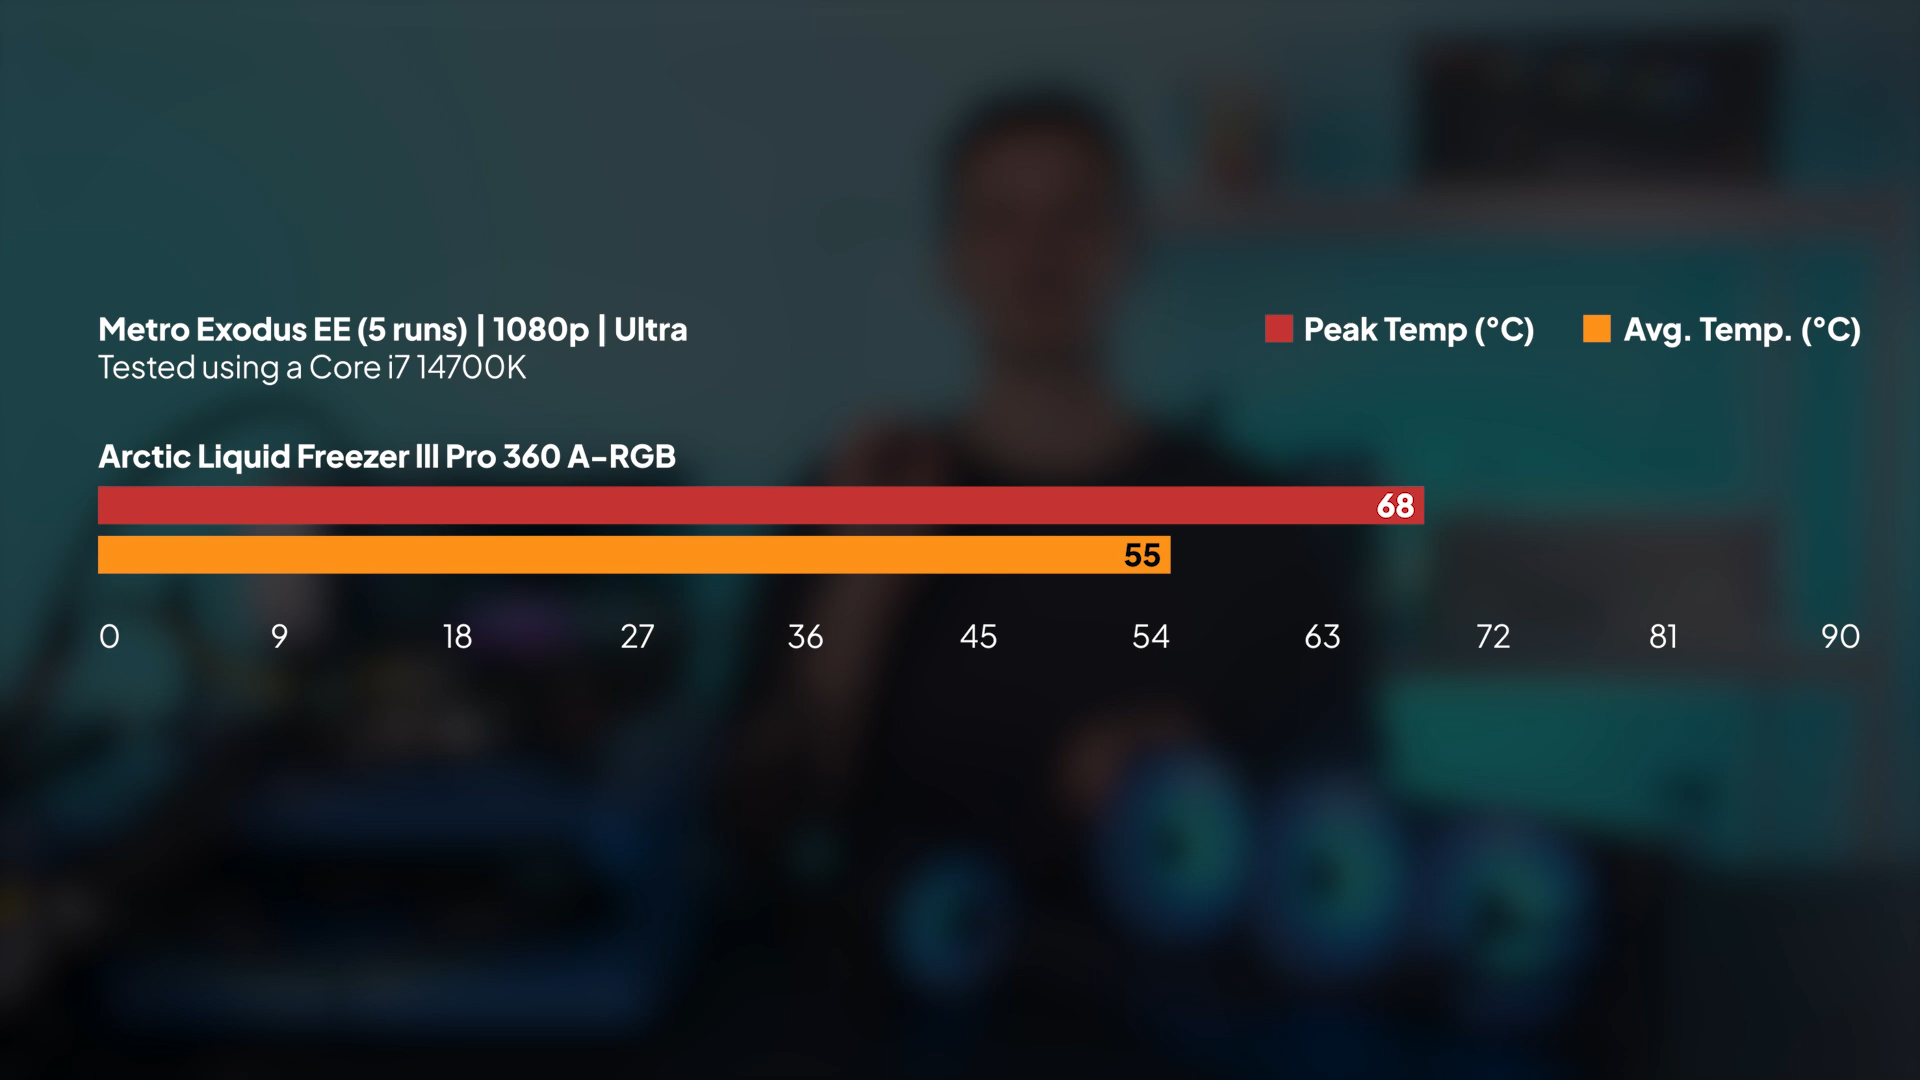 Metro Exodus EE (5 runs) | 1080p | Ultra
Tested using a Core i7 14700K
Peak Temp (°C)
Avg. Temp. (°C)
Arctic Liquid Freezer III Pro 360 A-RGB
68
55
0 9 18 27 36 45 54 63 72 81 90